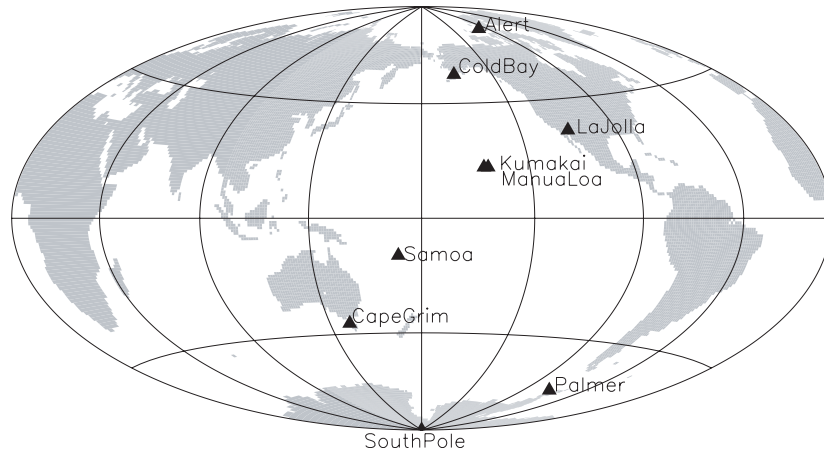 Alert
ColdBay
LaJolla
Kumakai
ManuaLoa
Samoa
CapeGrim
Palmer
SouthPole